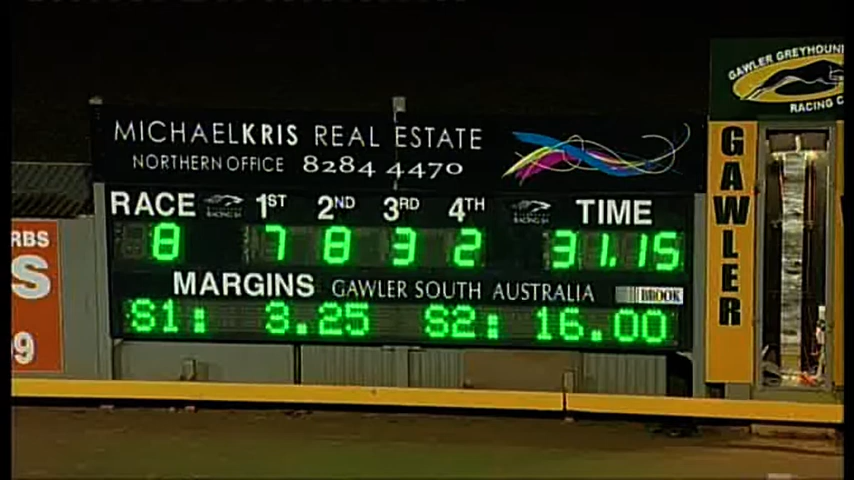 GAWLER GREYHOUN
RACING C
MICHAELKRIS REAL ESTATE
NORTHERN OFFICE 8284 4470
RACE 1ST 2ND 3RD 4TH TIME
8 7 8 3 2 31.15
MARGINS GAWLER SOUTH AUSTRALIA BROOK
S1: 3.25 S2: 16.00
GAWLER
RBS
S
9